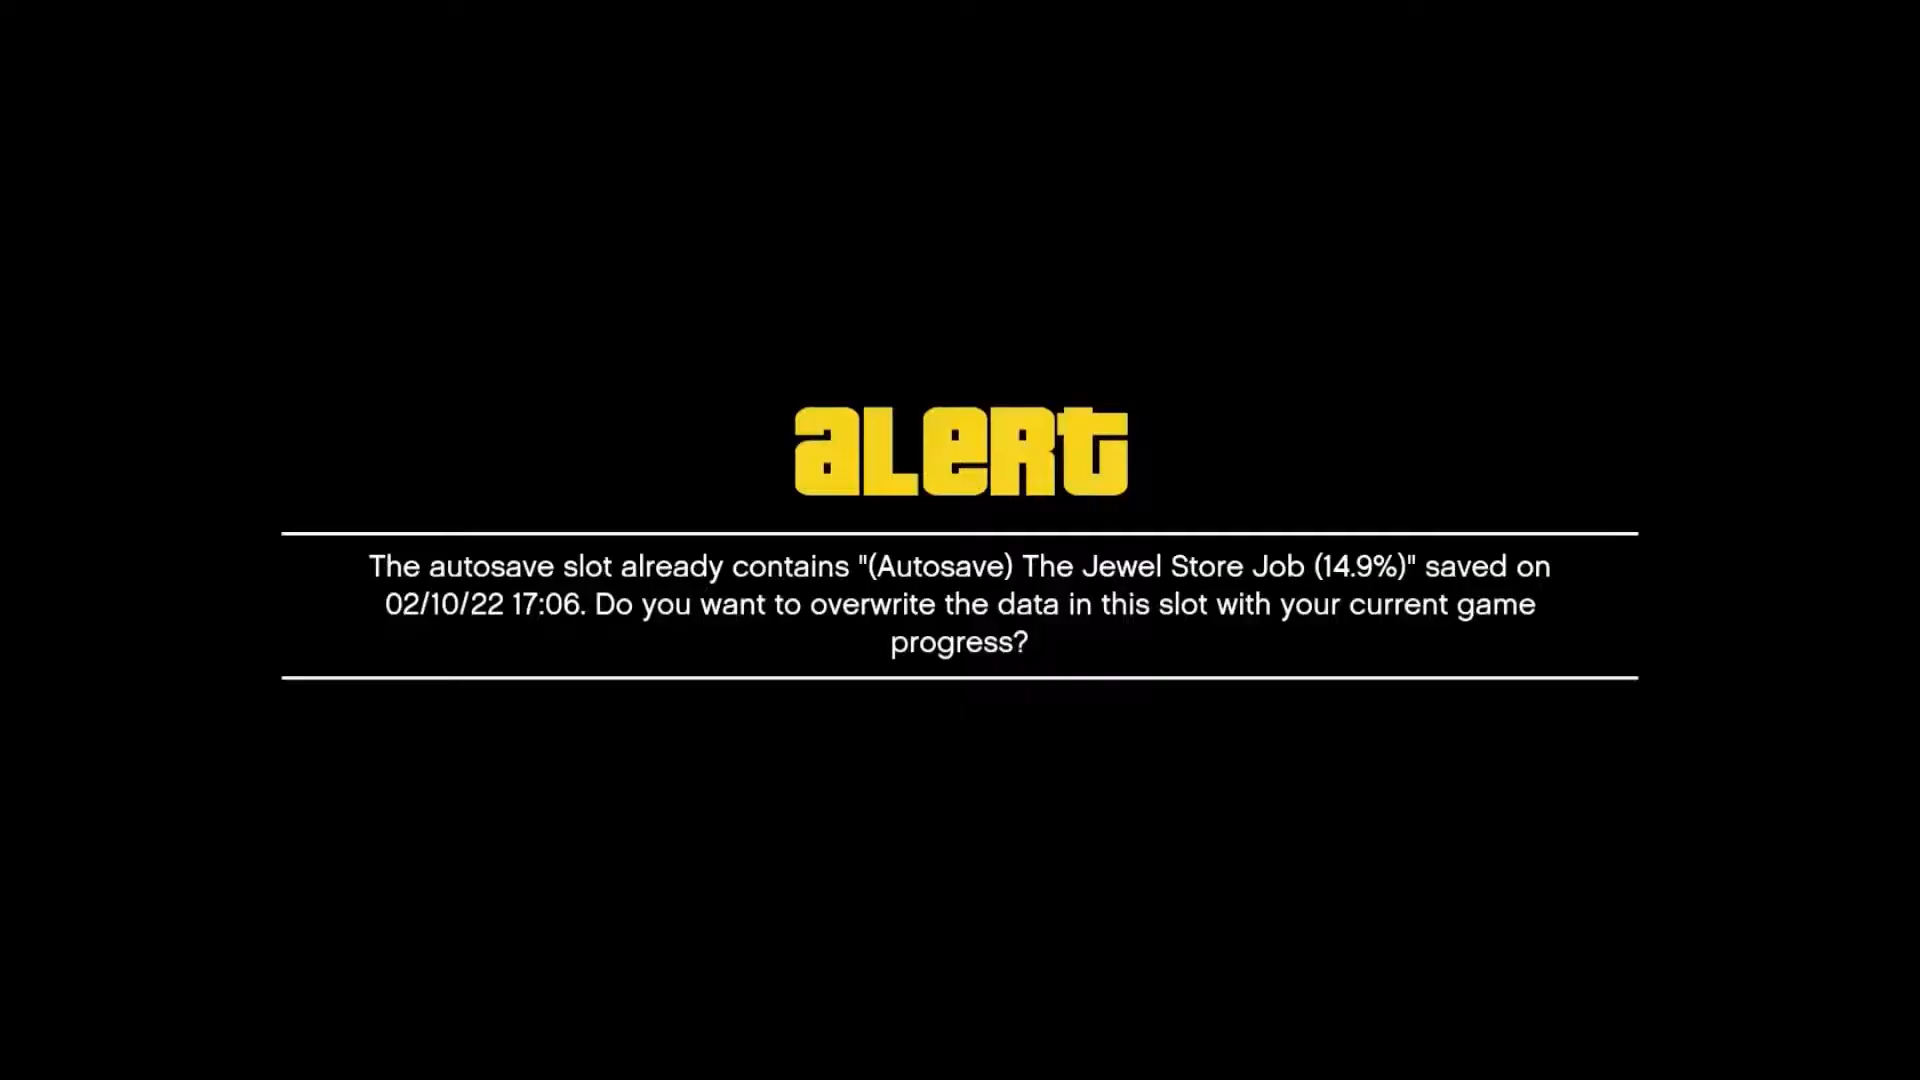 aLeRt
The autosave slot already contains "(Autosave) The Jewel Store Job (14.9%)" saved on
02/10/22 17:06. Do you want to overwrite the data in this slot with your current game
progress?